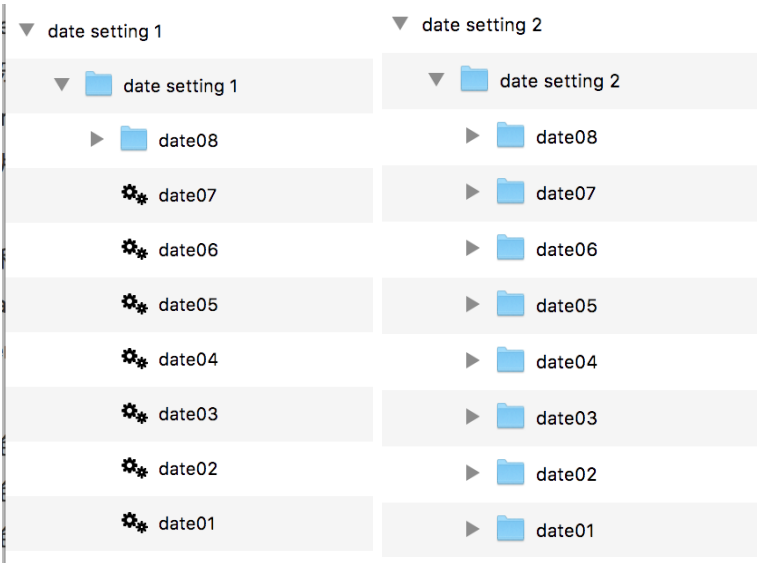 date setting 1
date setting 1
date08
date07
date06
date05
date04
date03
date02
date01
date setting 2
date setting 2
date08
date07
date06
date05
date04
date03
date02
date01